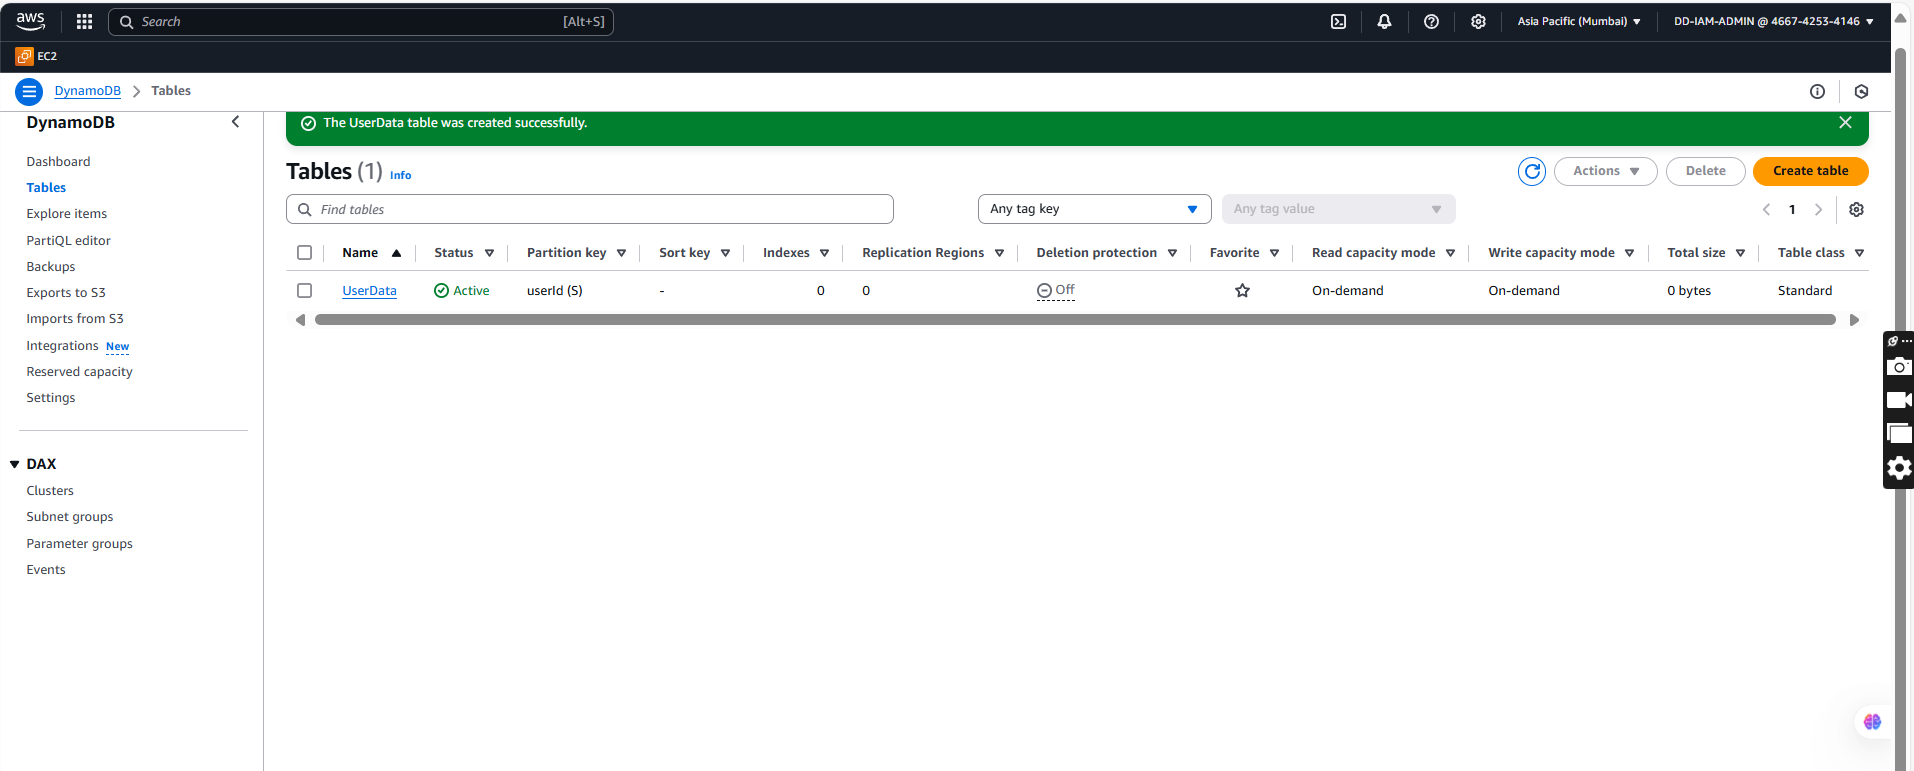 aws
Search [Alt+S]
Asia Pacific (Mumbai)
DD-IAM-ADMIN @ 4667-4253-4146
EC2
DynamoDB > Tables
DynamoDB
Dashboard
Tables
Explore items
PartiQL editor
Backups
Exports to S3
Imports from S3
Integrations New
Reserved capacity
Settings
DAX
Clusters
Subnet groups
Parameter groups
Events
The UserData table was created successfully.
Tables (1) Info
Actions
Delete
Create table
Find tables
Any tag key
Any tag value
1
Name Status Partition key Sort key Indexes Replication Regions Deletion protection Favorite Read capacity mode Write capacity mode Total size Table class
UserData Active userId (S) - 0 0 Off On-demand On-demand 0 bytes Standard